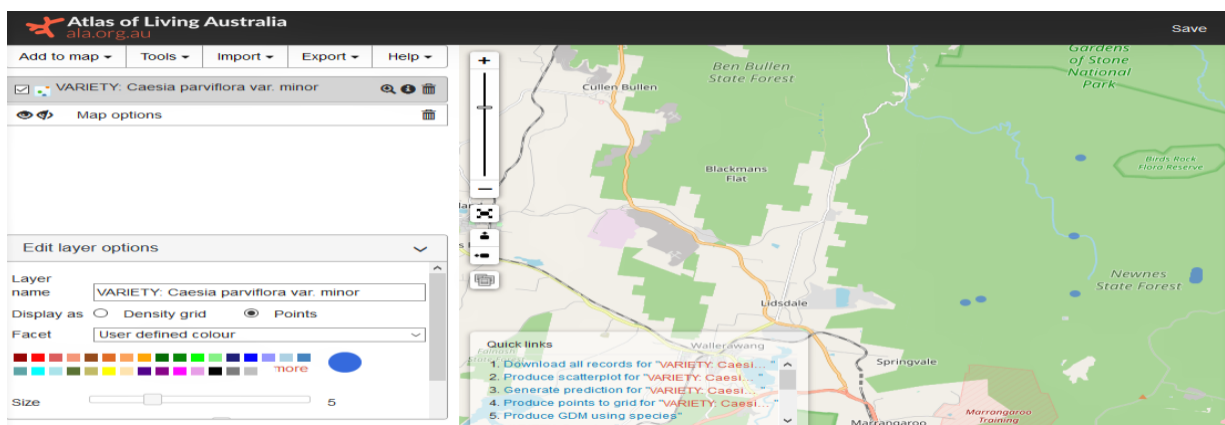 Atlas of Living Australia
ala.org.au
Save
Add to map
Tools
Import
Export
Help
VARIETY: Caesia parviflora var. minor
Map options
Edit layer options
Layer
name
VARIETY: Caesia parviflora var. minor
Display as
Density grid
Points
Facet
User defined colour
more
Size
5
+
−
Gardens
of Stone
National
Park
Ben Bullen
State Forest
Cullen Bullen
Birds Rock
Flora Reserve
Blackmans
Flat
Newnes
State Forest
Lidsdale
Wallerawang
Springvale
Marrangaroo
Marrangaroo
Training
Quick links
1. Download all records for "VARIETY: Caesi... "
2. Produce scatterplot for "VARIETY: Caesi... "
3. Generate prediction for "VARIETY: Caesi... "
4. Produce points to grid for "VARIETY: Caesi... "
5. Produce GDM using species"